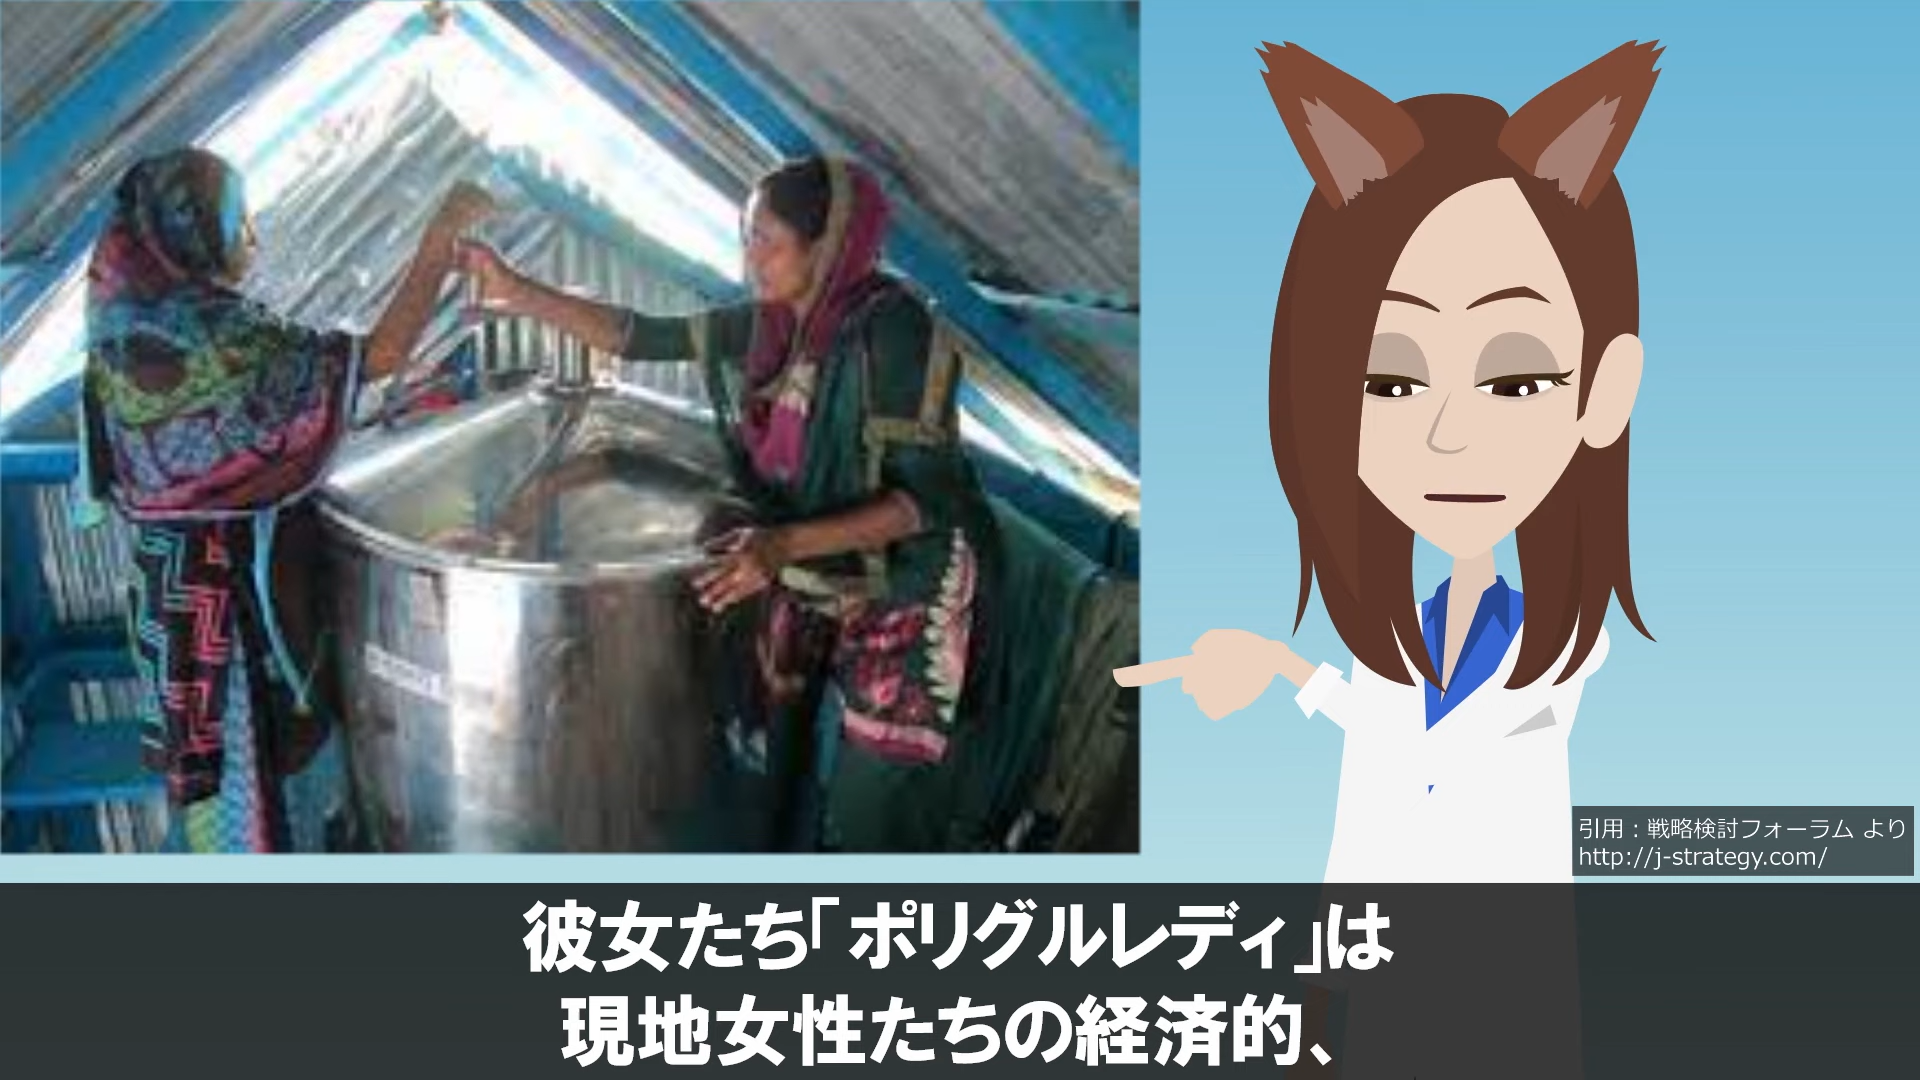 引用：戦略検討フォーラム より
http://j-strategy.com/
彼女たち「ポリグルレディ」は
現地女性たちの経済的、